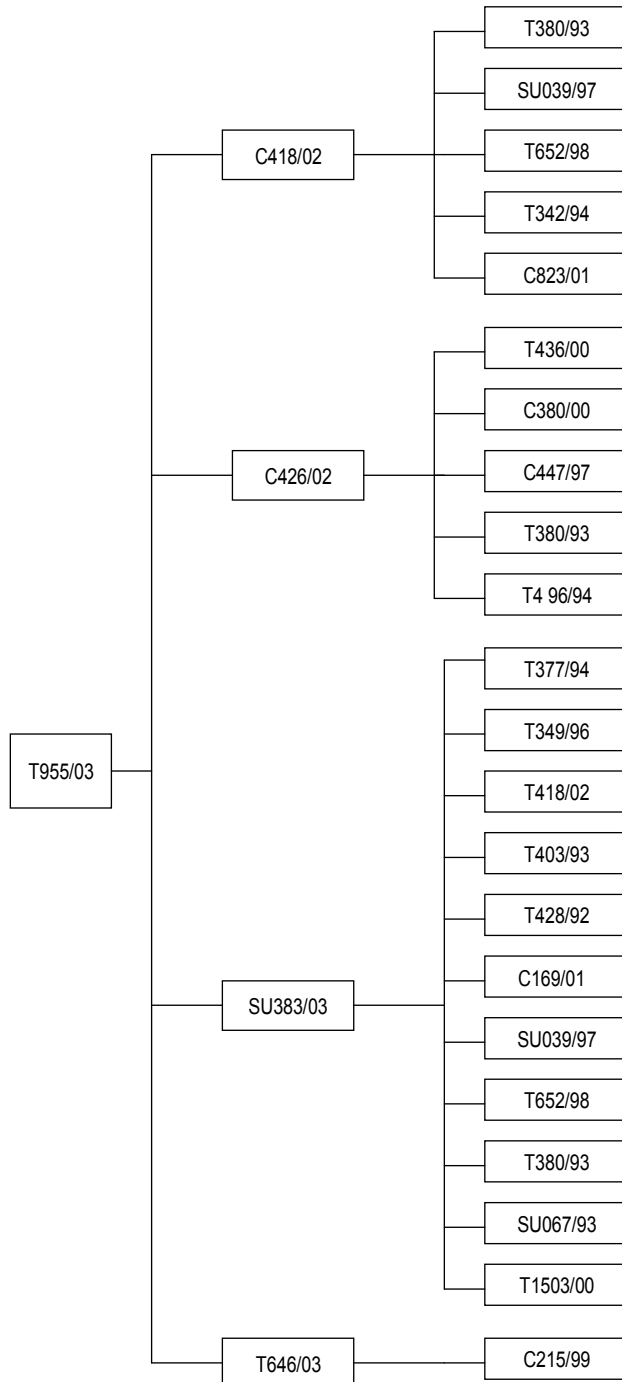 T380/93
SU039/97
C418/02
T652/98
T342/94
C823/01
T436/00
C380/00
C426/02
C447/97
T380/93
T4 96/94
T377/94
T349/96
T955/03
T418/02
T403/93
T428/92
C169/01
SU383/03
SU039/97
T652/98
T380/93
SU067/93
T1503/00
T646/03
C215/99